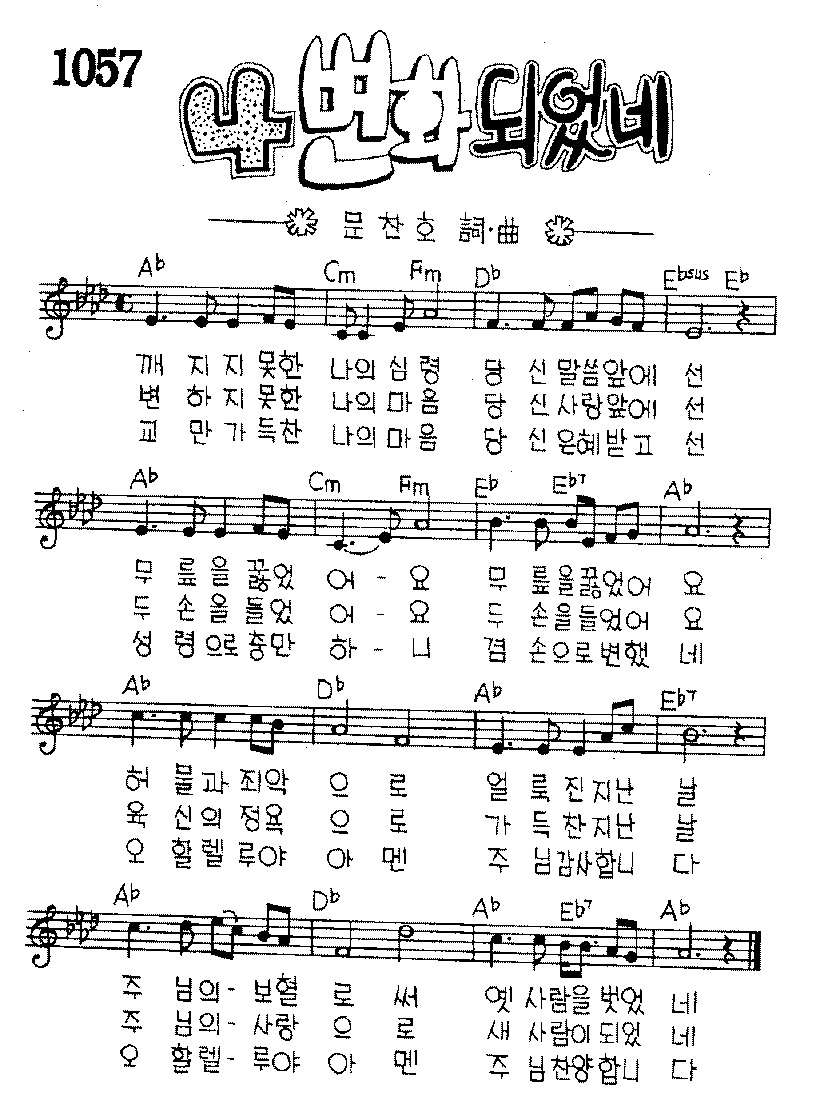 1057
나 변화 되었네
문찬호 詞·曲
Ab Cm Fm Db Ebsus Eb
깨 지 지 못한 나의 심 령 당 신 말씀앞에 선
변 하 지 못한 나의 마 음 당 신 사랑앞에 선
교 만 가 득찬 나의 마 음 당 신 은혜받고 선
Ab Cm Fm Eb Eb7 Ab
무 릎 을 꿇었 어 - 요 무 릎을꿇었어 요
두 손 을 들었 어 - 요 두 손을들었어 요
성 령 으로 충만 하 - 니 겸 손으로변했 네
Ab Db Ab Eb7
허 물 과 죄악 으 로 얼 룩 진 지난 날
육 신 의 정욕 으 로 가 득 찬 지난 날
오 할 렐 루야 아 멘 주 님 감사합니 다
Ab Db Ab Eb7 Ab
주 님의 - 보혈 로 써 옛 사람을 벗었 네
주 님의 - 사랑 으 로 새 사람이 되었 네
오 할렐 - 루야 아 멘 주 님찬양합니 다